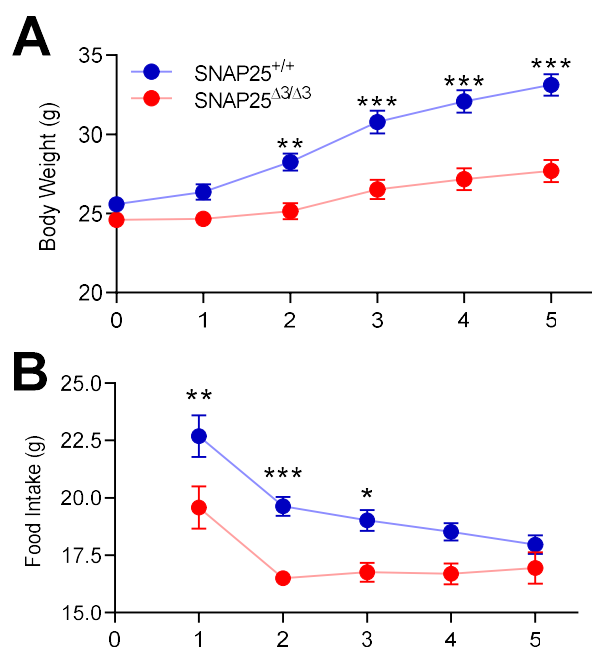 A
35
SNAP25+/+
***
SNAP25Δ3/Δ3
***
***
30
**
Body Weight (g)
25
20
0 1 2 3 4 5
B
25.0
**
22.5
***
*
Food Intake (g)
20.0
17.5
15.0
0 1 2 3 4 5